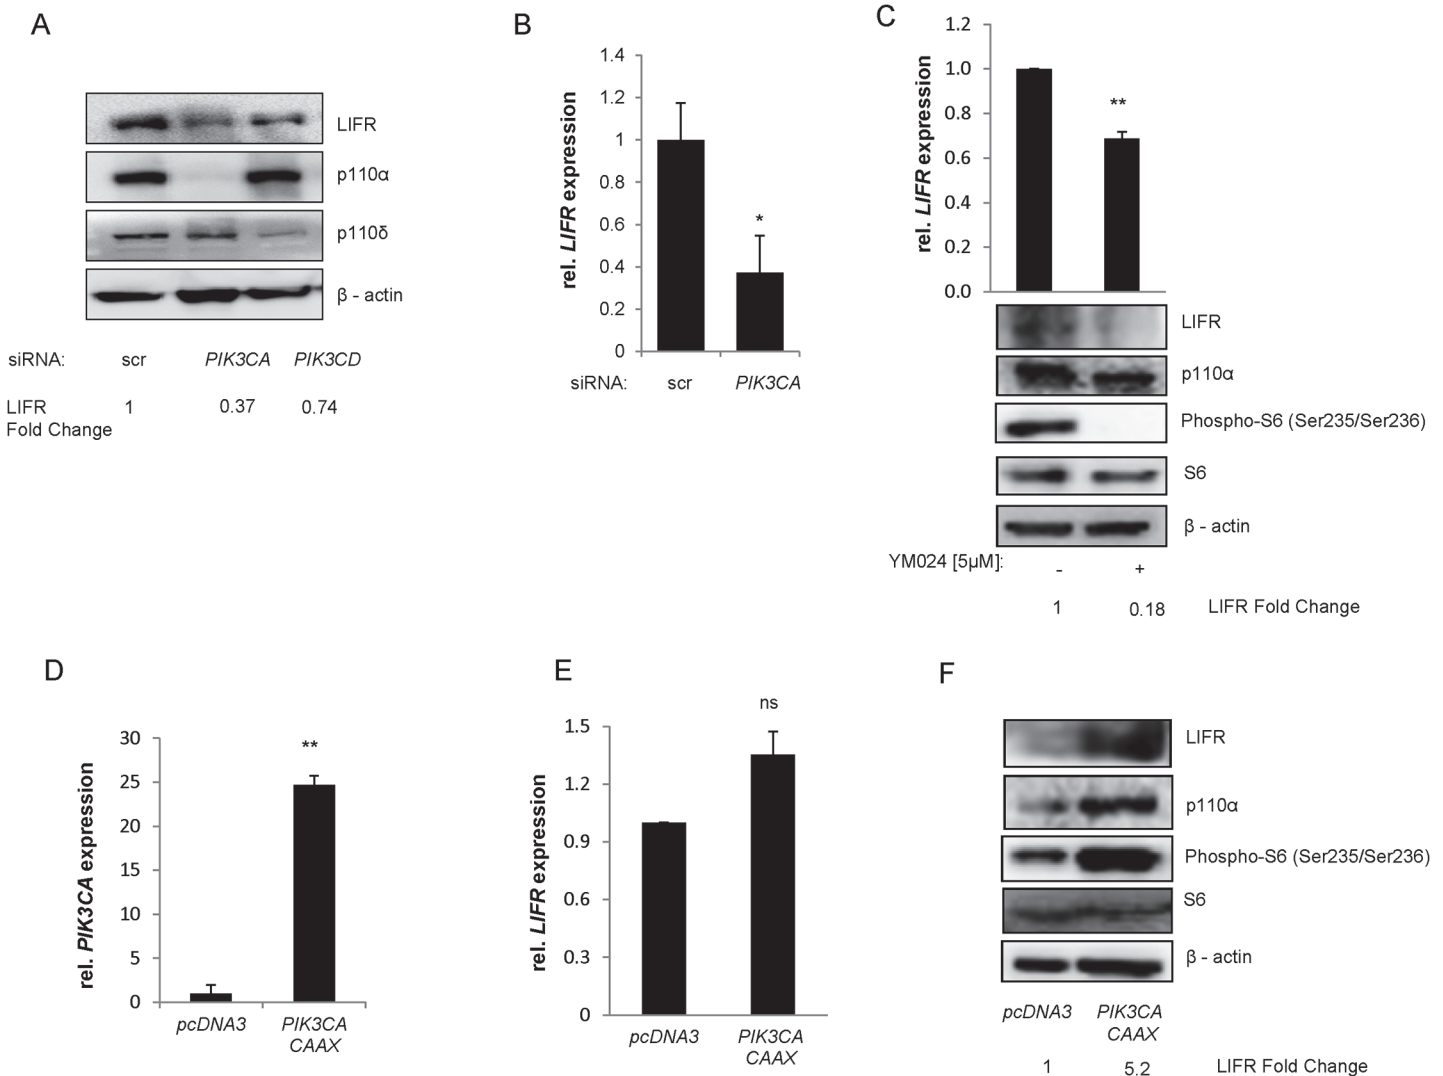 A
LIFR
p110α
p110δ
β - actin
siRNA: scr PIK3CA PIK3CD
LIFR 1 0.37 0.74
Fold Change
B
rel. LIFR expression
1.4
1.2
1
0.8
0.6
0.4
0.2
0
*
siRNA: scr PIK3CA
C
rel. LIFR expression
1.2
1.0
0.8
0.6
0.4
0.2
0.0
**
LIFR
p110α
Phospho-S6 (Ser235/Ser236)
S6
β - actin
YM024 [5µM]: - +
1 0.18 LIFR Fold Change
D
rel. PIK3CA expression
30
25
20
15
10
5
0
**
pcDNA3 PIK3CA
CAAX
E
rel. LIFR expression
ns
1.5
1.2
0.9
0.6
0.3
0
pcDNA3 PIK3CA
CAAX
F
LIFR
p110α
Phospho-S6 (Ser235/Ser236)
S6
β - actin
pcDNA3 PIK3CA
CAAX
1 5.2 LIFR Fold Change